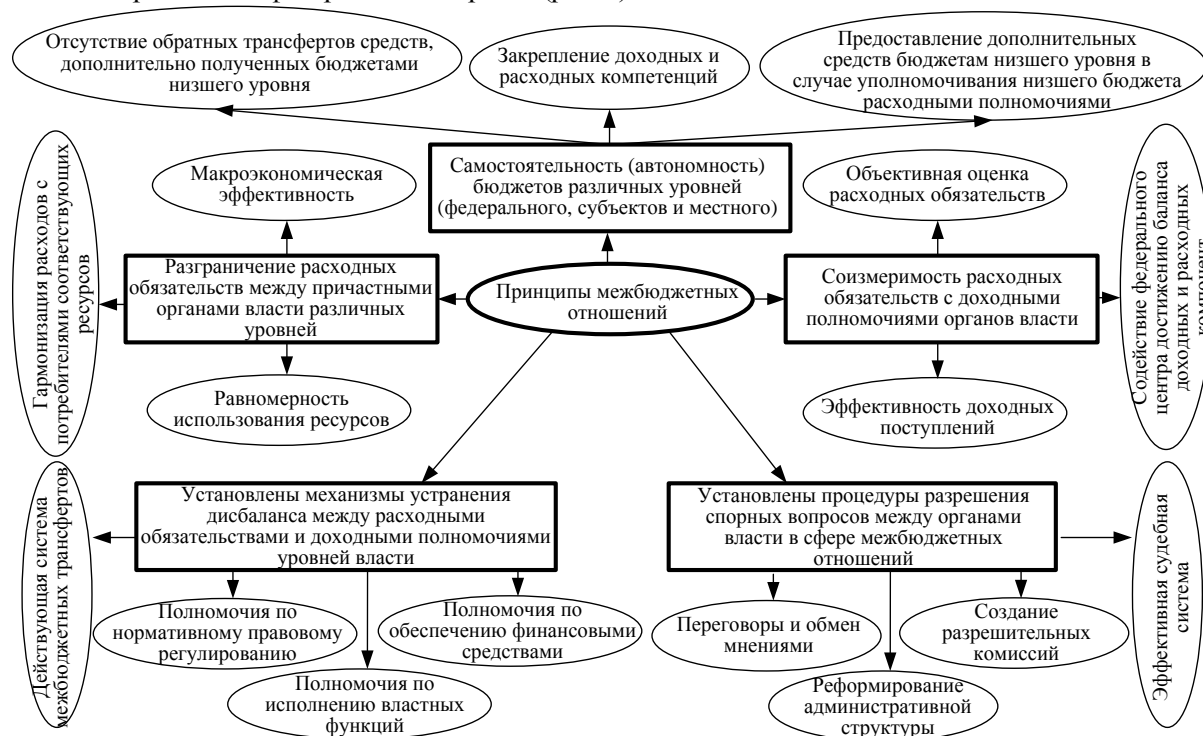 Отсутствие обратных трансфертов средств,
дополнительно полученных бюджетами
низшего уровня
Закрепление доходных и
расходных компетенций
Предоставление дополнительных
средств бюджетам низшего уровня в
случае уполномочивания низшего бюджета
расходными полномочиями
Самостоятельность (автономность)
бюджетов различных уровней
(федерального, субъектов и местного)
Макроэкономическая
эффективность
Объективная оценка
расходных обязательств
Гармонизация расходов с
потребителями соответствующих
ресурсов
Разграничение расходных
обязательств между причастными
органами власти различных
уровней
Принципы межбюджетных
отношений
Соизмеримость расходных
обязательств с доходными
полномочиями органов власти
Содействие федерального
центра достижению баланса
доходных и расходных
Равномерность
использования ресурсов
Эффективность доходных
поступлений
Действующая система
межбюджетных трансфертов
Установлены механизмы устранения
дисбаланса между расходными
обязательствами и доходными полномочиями
уровней власти
Установлены процедуры разрешения
спорных вопросов между органами
власти в сфере межбюджетных
отношений
Эффективная судебная
система
Полномочия по
нормативному правовому
регулированию
Полномочия по
обеспечению финансовыми
средствами
Переговоры и обмен
мнениями
Создание
разрешительных
комиссий
Полномочия по
исполнению властных
функций
Реформирование
административной
структуры